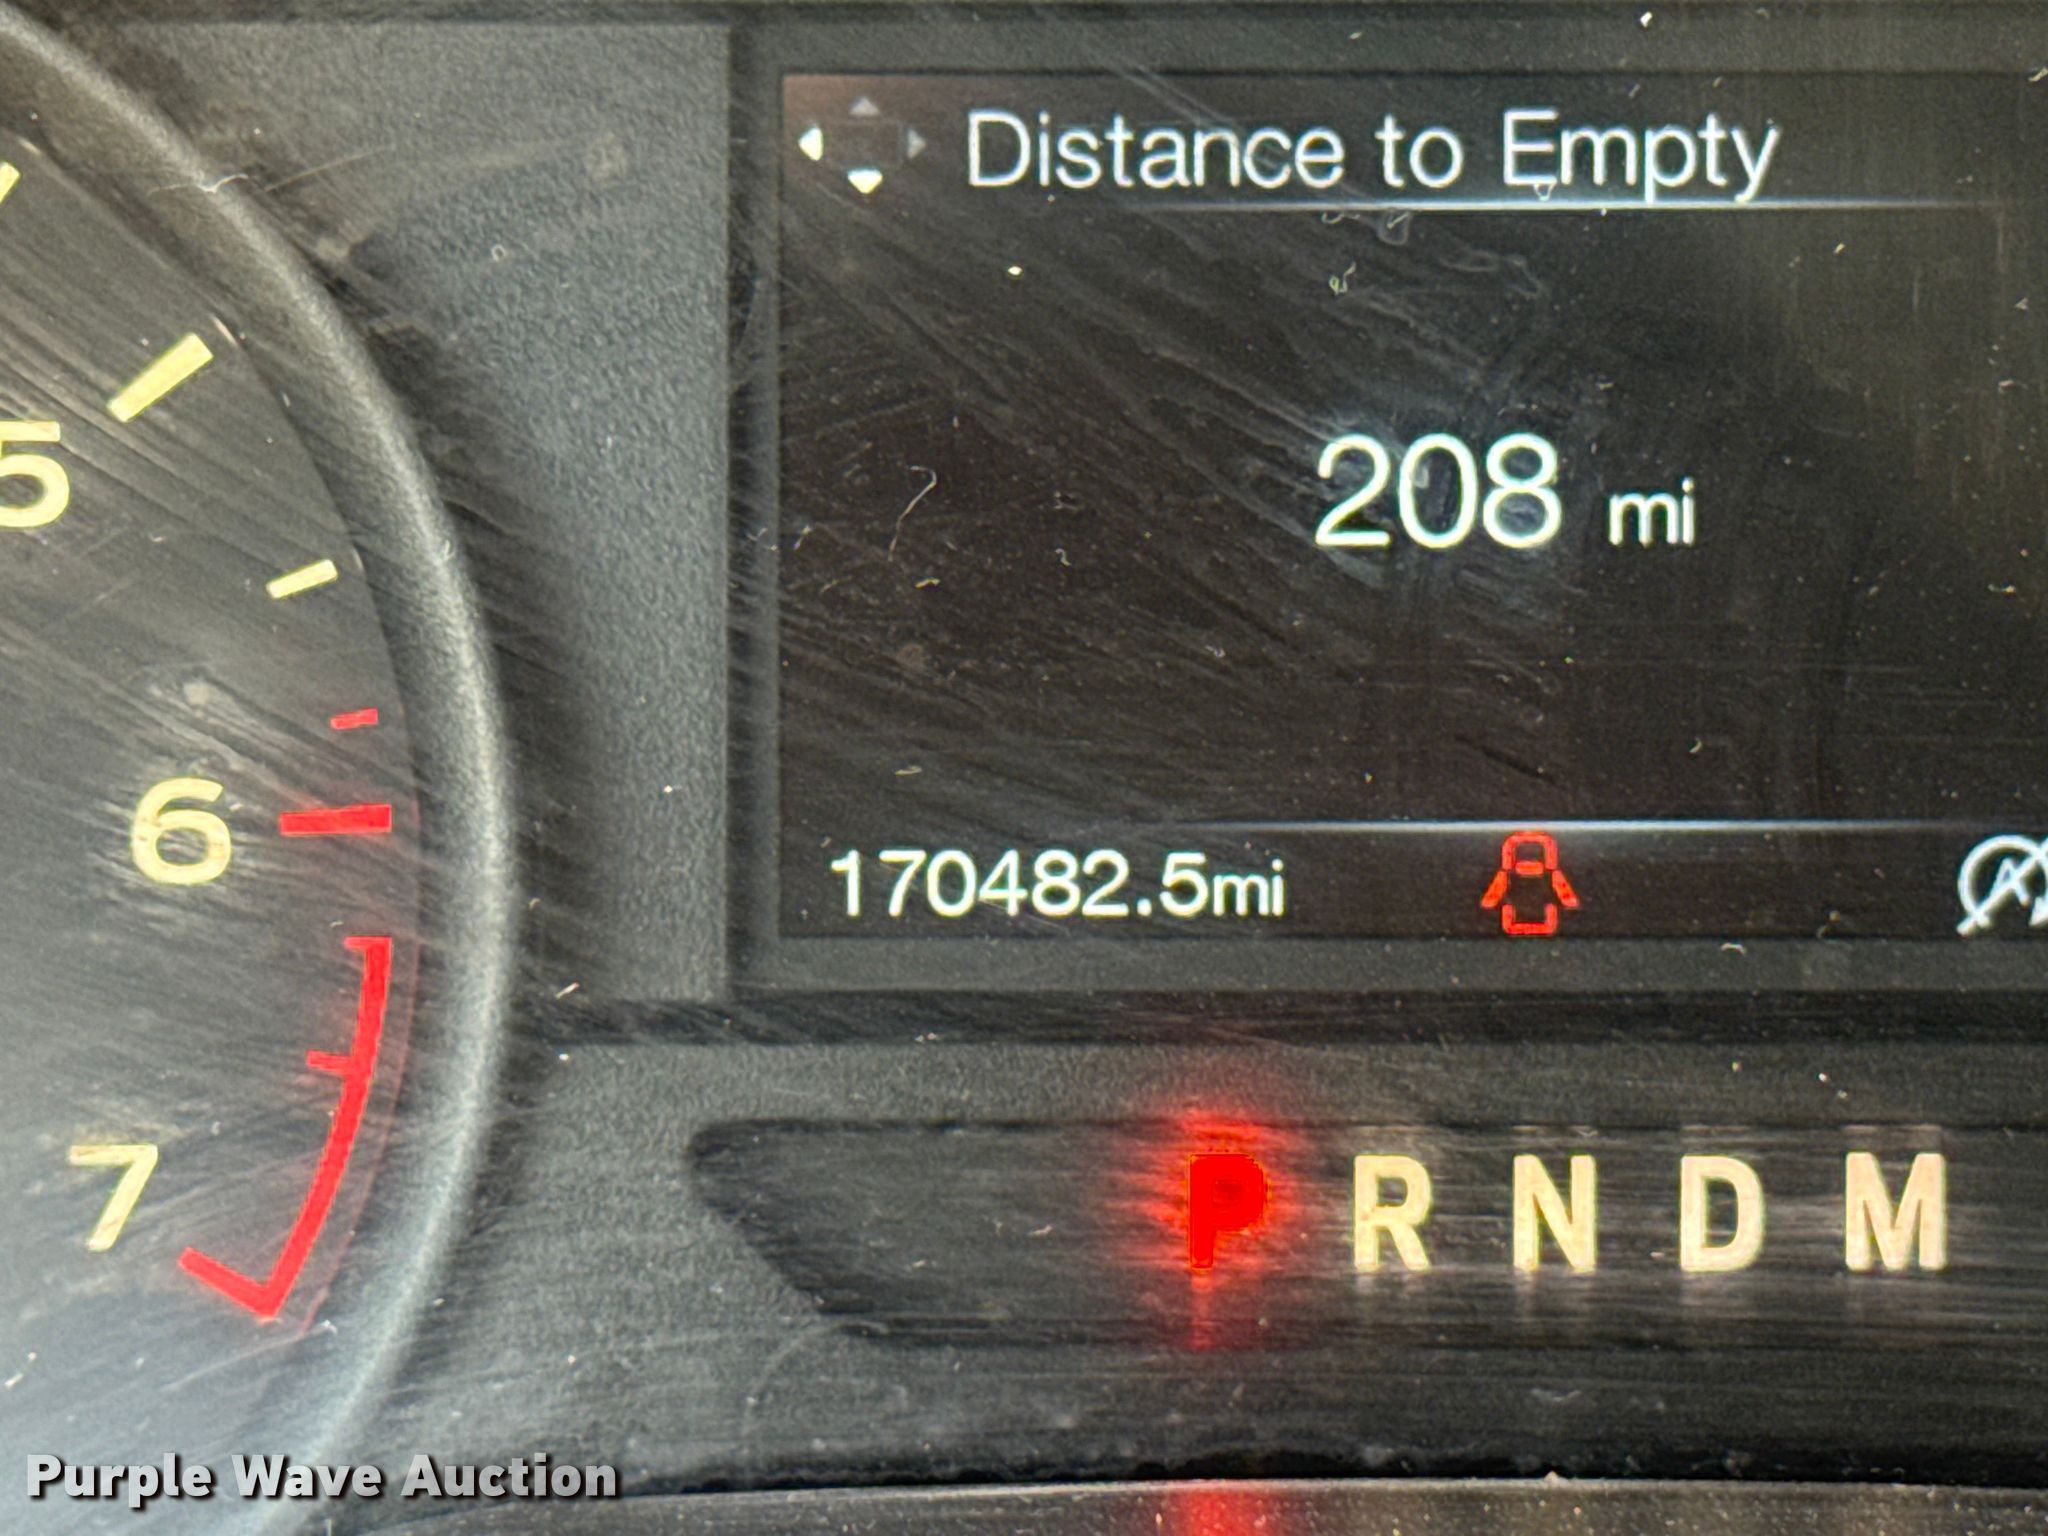 Distance to Empty
208 mi
170482.5mi
5
6
7
P R N D M
Purple Wave Auction